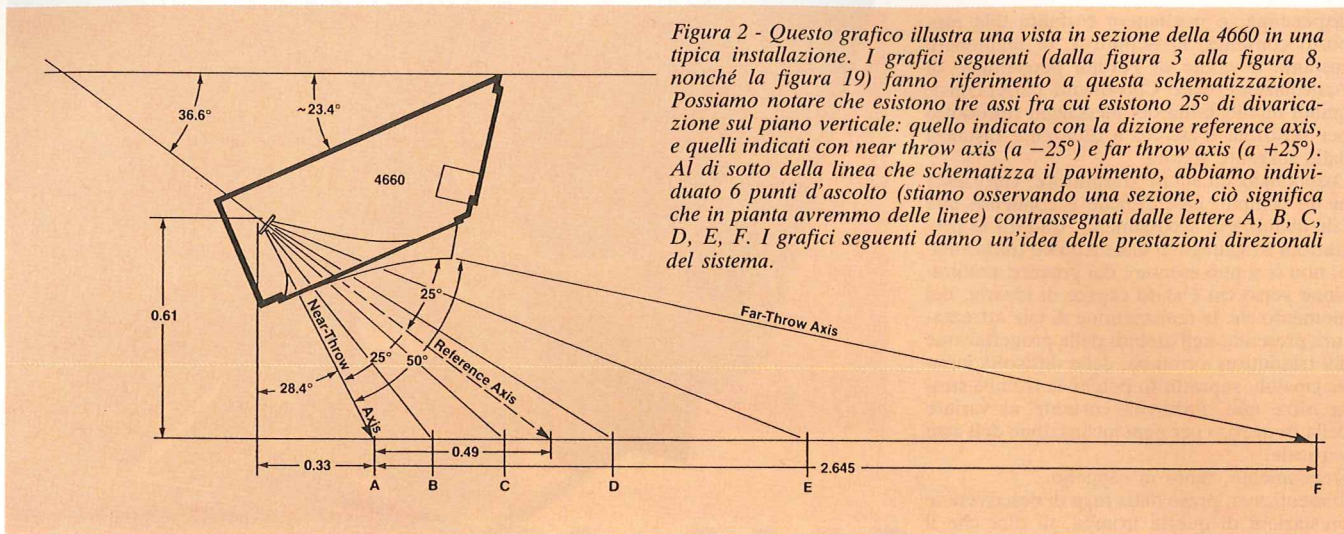 Figura 2 - Questo grafico illustra una vista in sezione della 4660 in una
tipica installazione. I grafici seguenti (dalla figura 3 alla figura 8,
nonché la figura 19) fanno riferimento a questa schematizzazione.
Possiamo notare che esistono tre assi fra cui esistono 25° di divarica-
zione sul piano verticale: quello indicato con la dizione reference axis,
e quelli indicati con near throw axis (a −25°) e far throw axis (a +25°).
Al di sotto della linea che schematizza il pavimento, abbiamo indivi-
duato 6 punti d'ascolto (stiamo osservando una sezione, ciò significa
che in pianta avremmo delle linee) contrassegnati dalle lettere A, B, C,
D, E, F. I grafici seguenti danno un'idea delle prestazioni direzionali
del sistema.
36.6°
~23.4°
4660
0.61
25°
Far-Throw Axis
Near-Throw Axis
25°
50°
Reference Axis
28.4°
0.33
0.49
2.645
A
B
C
D
E
F